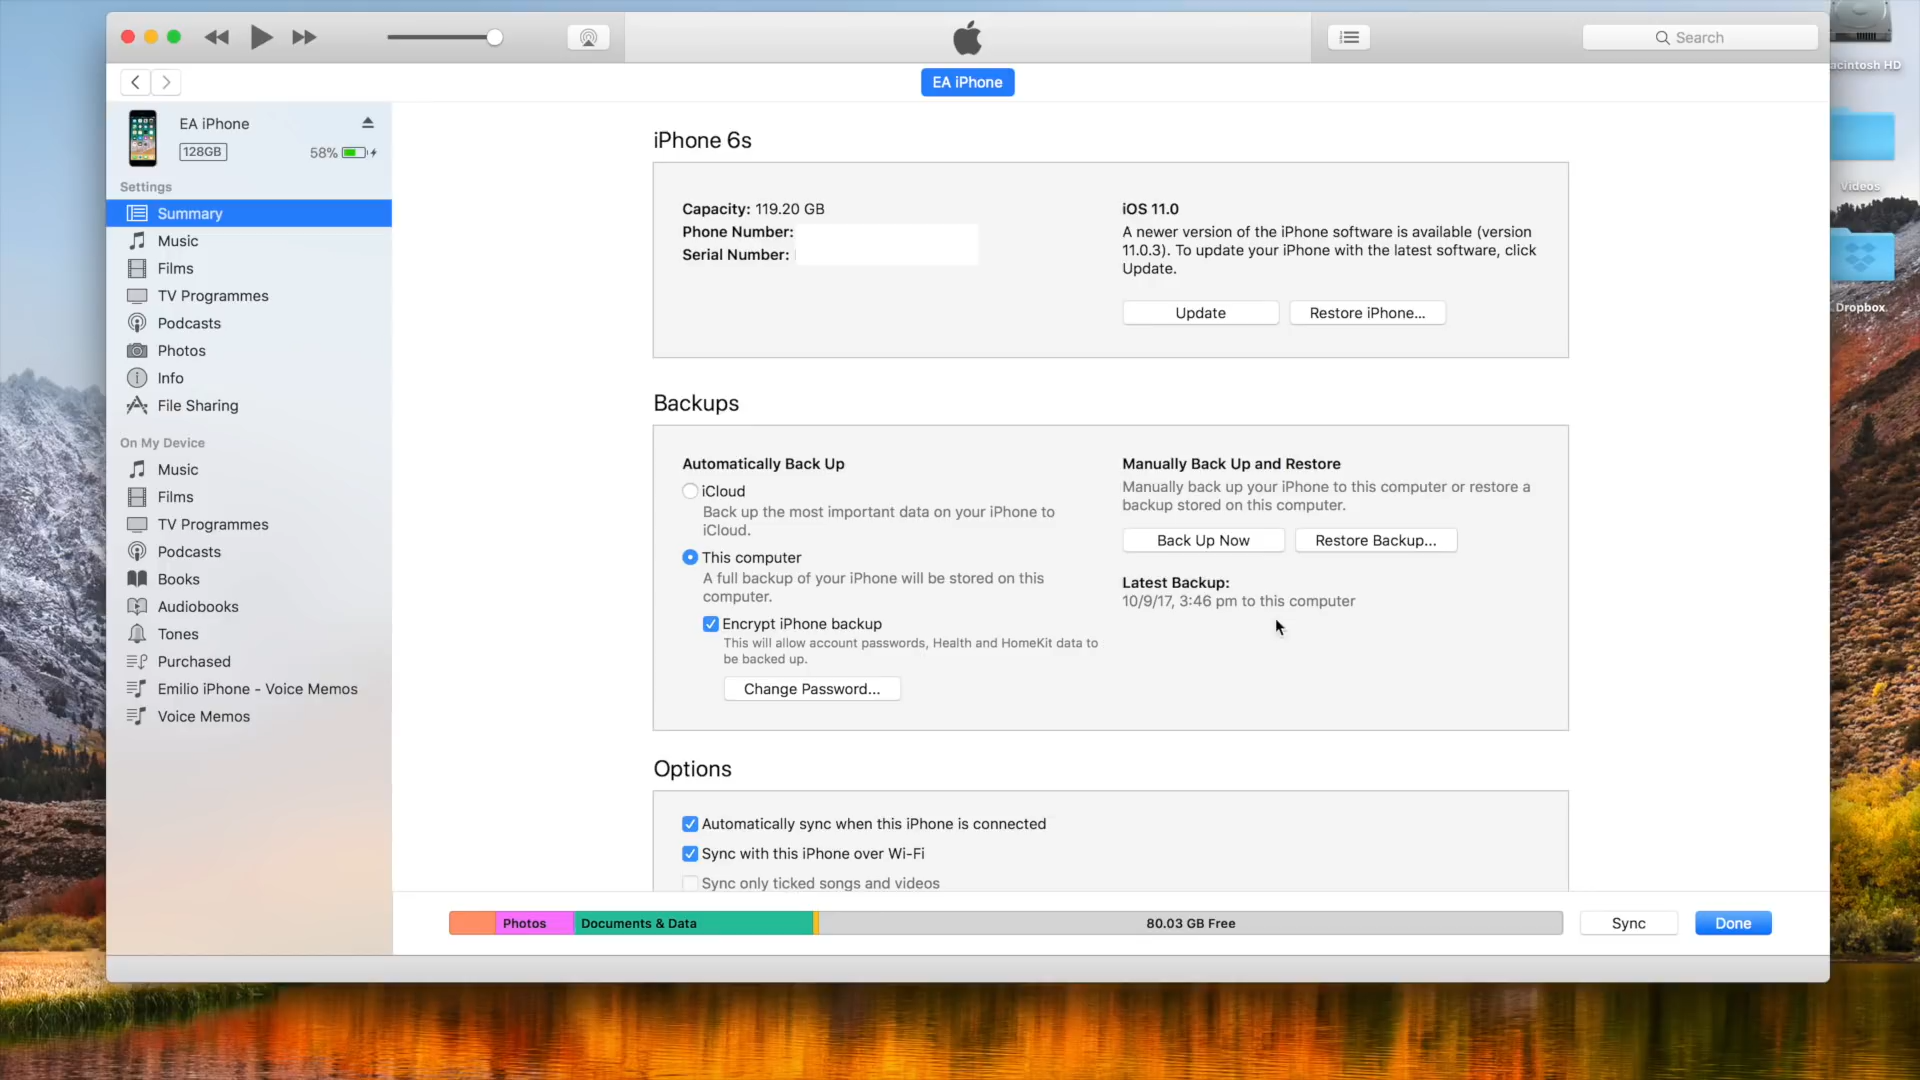 Search
EA iPhone
EA iPhone
128GB
58%
Settings
Summary
Music
Films
TV Programmes
Podcasts
Photos
Info
File Sharing
On My Device
Music
Films
TV Programmes
Podcasts
Books
Audiobooks
Tones
Purchased
Emilio iPhone - Voice Memos
Voice Memos
iPhone 6s
Capacity: 119.20 GB
Phone Number:
Serial Number:
iOS 11.0
A newer version of the iPhone software is available (version
11.0.3). To update your iPhone with the latest software, click
Update.
Update
Restore iPhone...
Backups
Automatically Back Up
iCloud
Back up the most important data on your iPhone to
iCloud.
This computer
A full backup of your iPhone will be stored on this
computer.
Encrypt iPhone backup
This will allow account passwords, Health and HomeKit data to
be backed up.
Change Password...
Manually Back Up and Restore
Manually back up your iPhone to this computer or restore a
backup stored on this computer.
Back Up Now
Restore Backup...
Latest Backup:
10/9/17, 3:46 pm to this computer
Options
Automatically sync when this iPhone is connected
Sync with this iPhone over Wi-Fi
Sync only ticked songs and videos
Photos
Documents & Data
80.03 GB Free
Sync
Done
acintosh HD
Videos
Dropbox